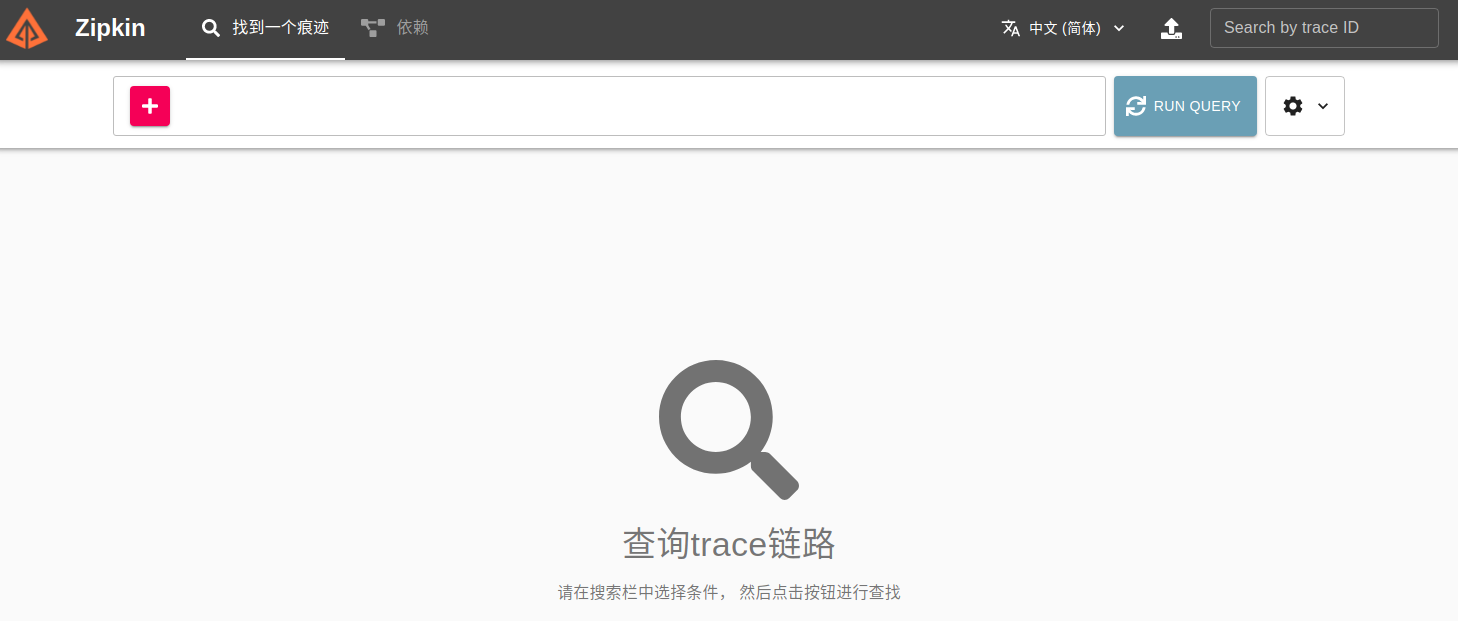 Zipkin 找到一个痕迹 依赖 中文 (简体) Search by trace ID
RUN QUERY
查询trace链路
请在搜索栏中选择条件， 然后点击按钮进行查找